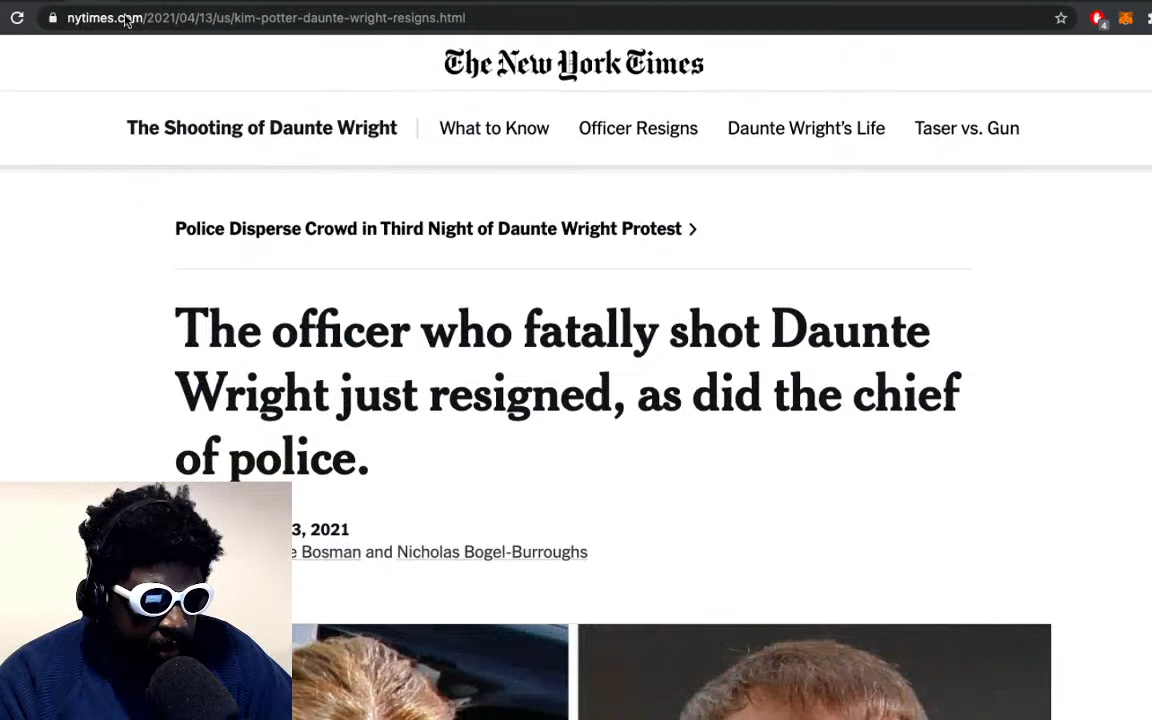 nytimes.com/2021/04/13/us/kim-potter-daunte-wright-resigns.html
4
The New York Times
The Shooting of Daunte Wright
What to Know
Officer Resigns
Daunte Wright's Life
Taser vs. Gun
Police Disperse Crowd in Third Night of Daunte Wright Protest >
The officer who fatally shot Daunte
Wright just resigned, as did the chief
of police.
3, 2021
e Bosman and Nicholas Bogel-Burroughs